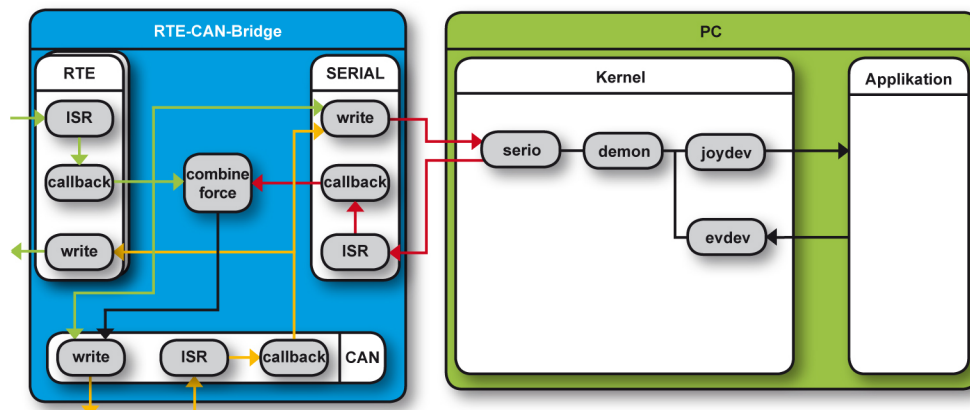 RTE-CAN-Bridge
RTE
ISR
callback
write
combine
force
SERIAL
write
callback
ISR
write
ISR
callback
CAN
PC
Kernel
serio
demon
joydev
evdev
Applikation